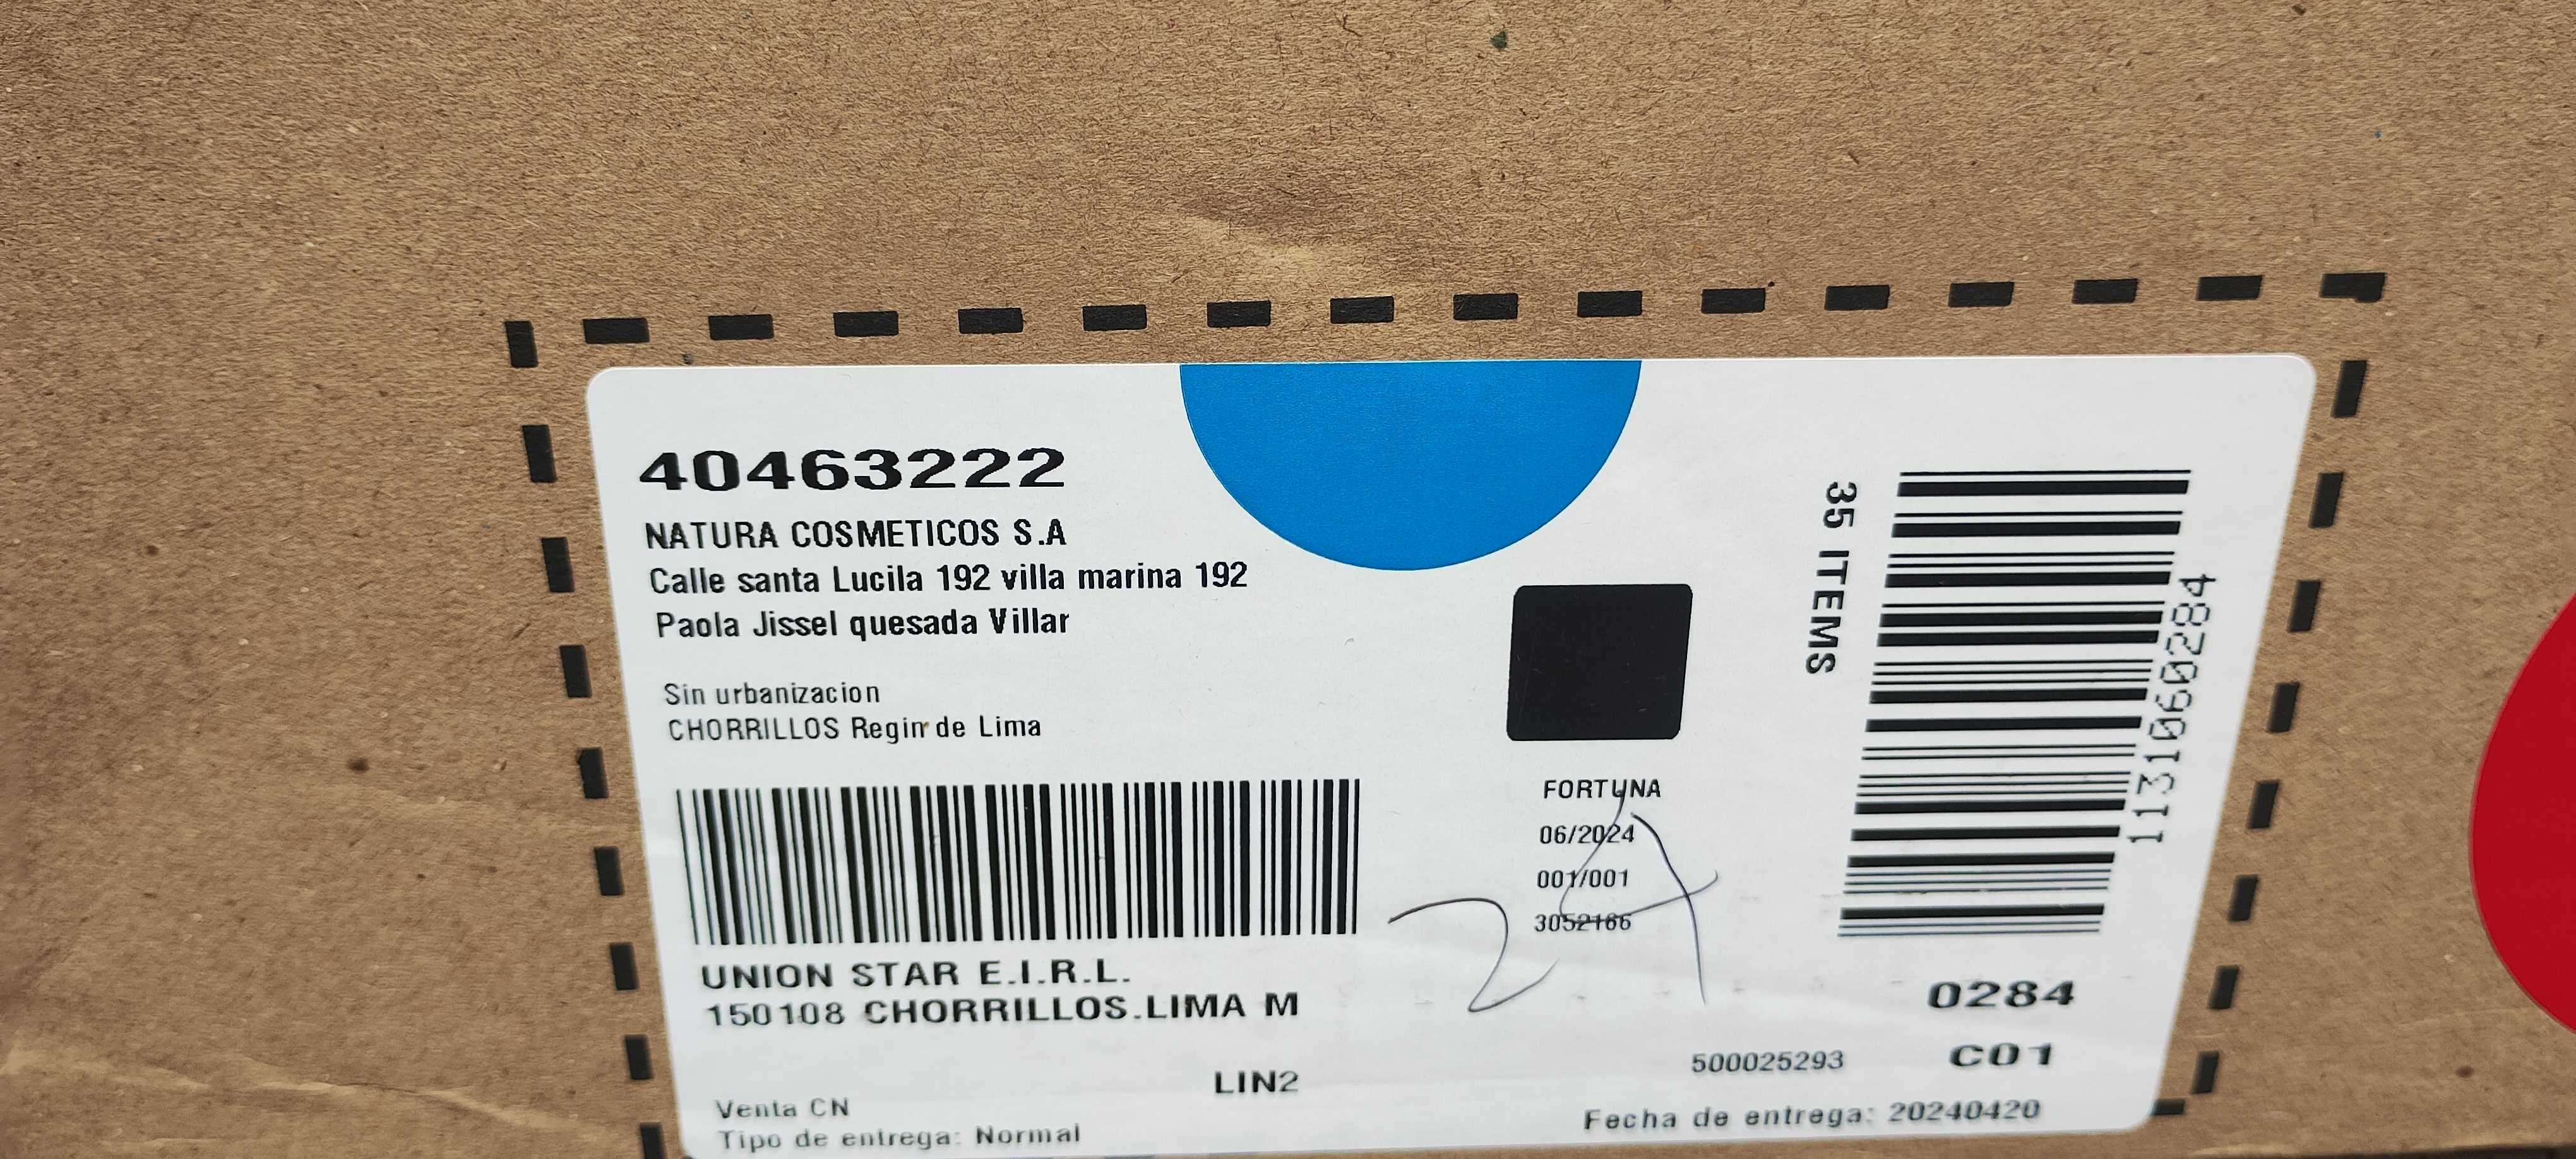 40463222
NATURA COSMETICOS S.A
Calle santa Lucila 192 villa marina 192
Paola Jissel quesada Villar
Sin urbanizacion
CHORRILLOS Regin de Lima
35 ITEMS
1131060284
FORTUNA
06/2024
001/001
3052166
24
UNION STAR E.I.R.L.
150108 CHORRILLOS.LIMA M
0284
C01
500025293
LIN2
Venta CN
Tipo de entrega: Normal
Fecha de entrega: 20240420